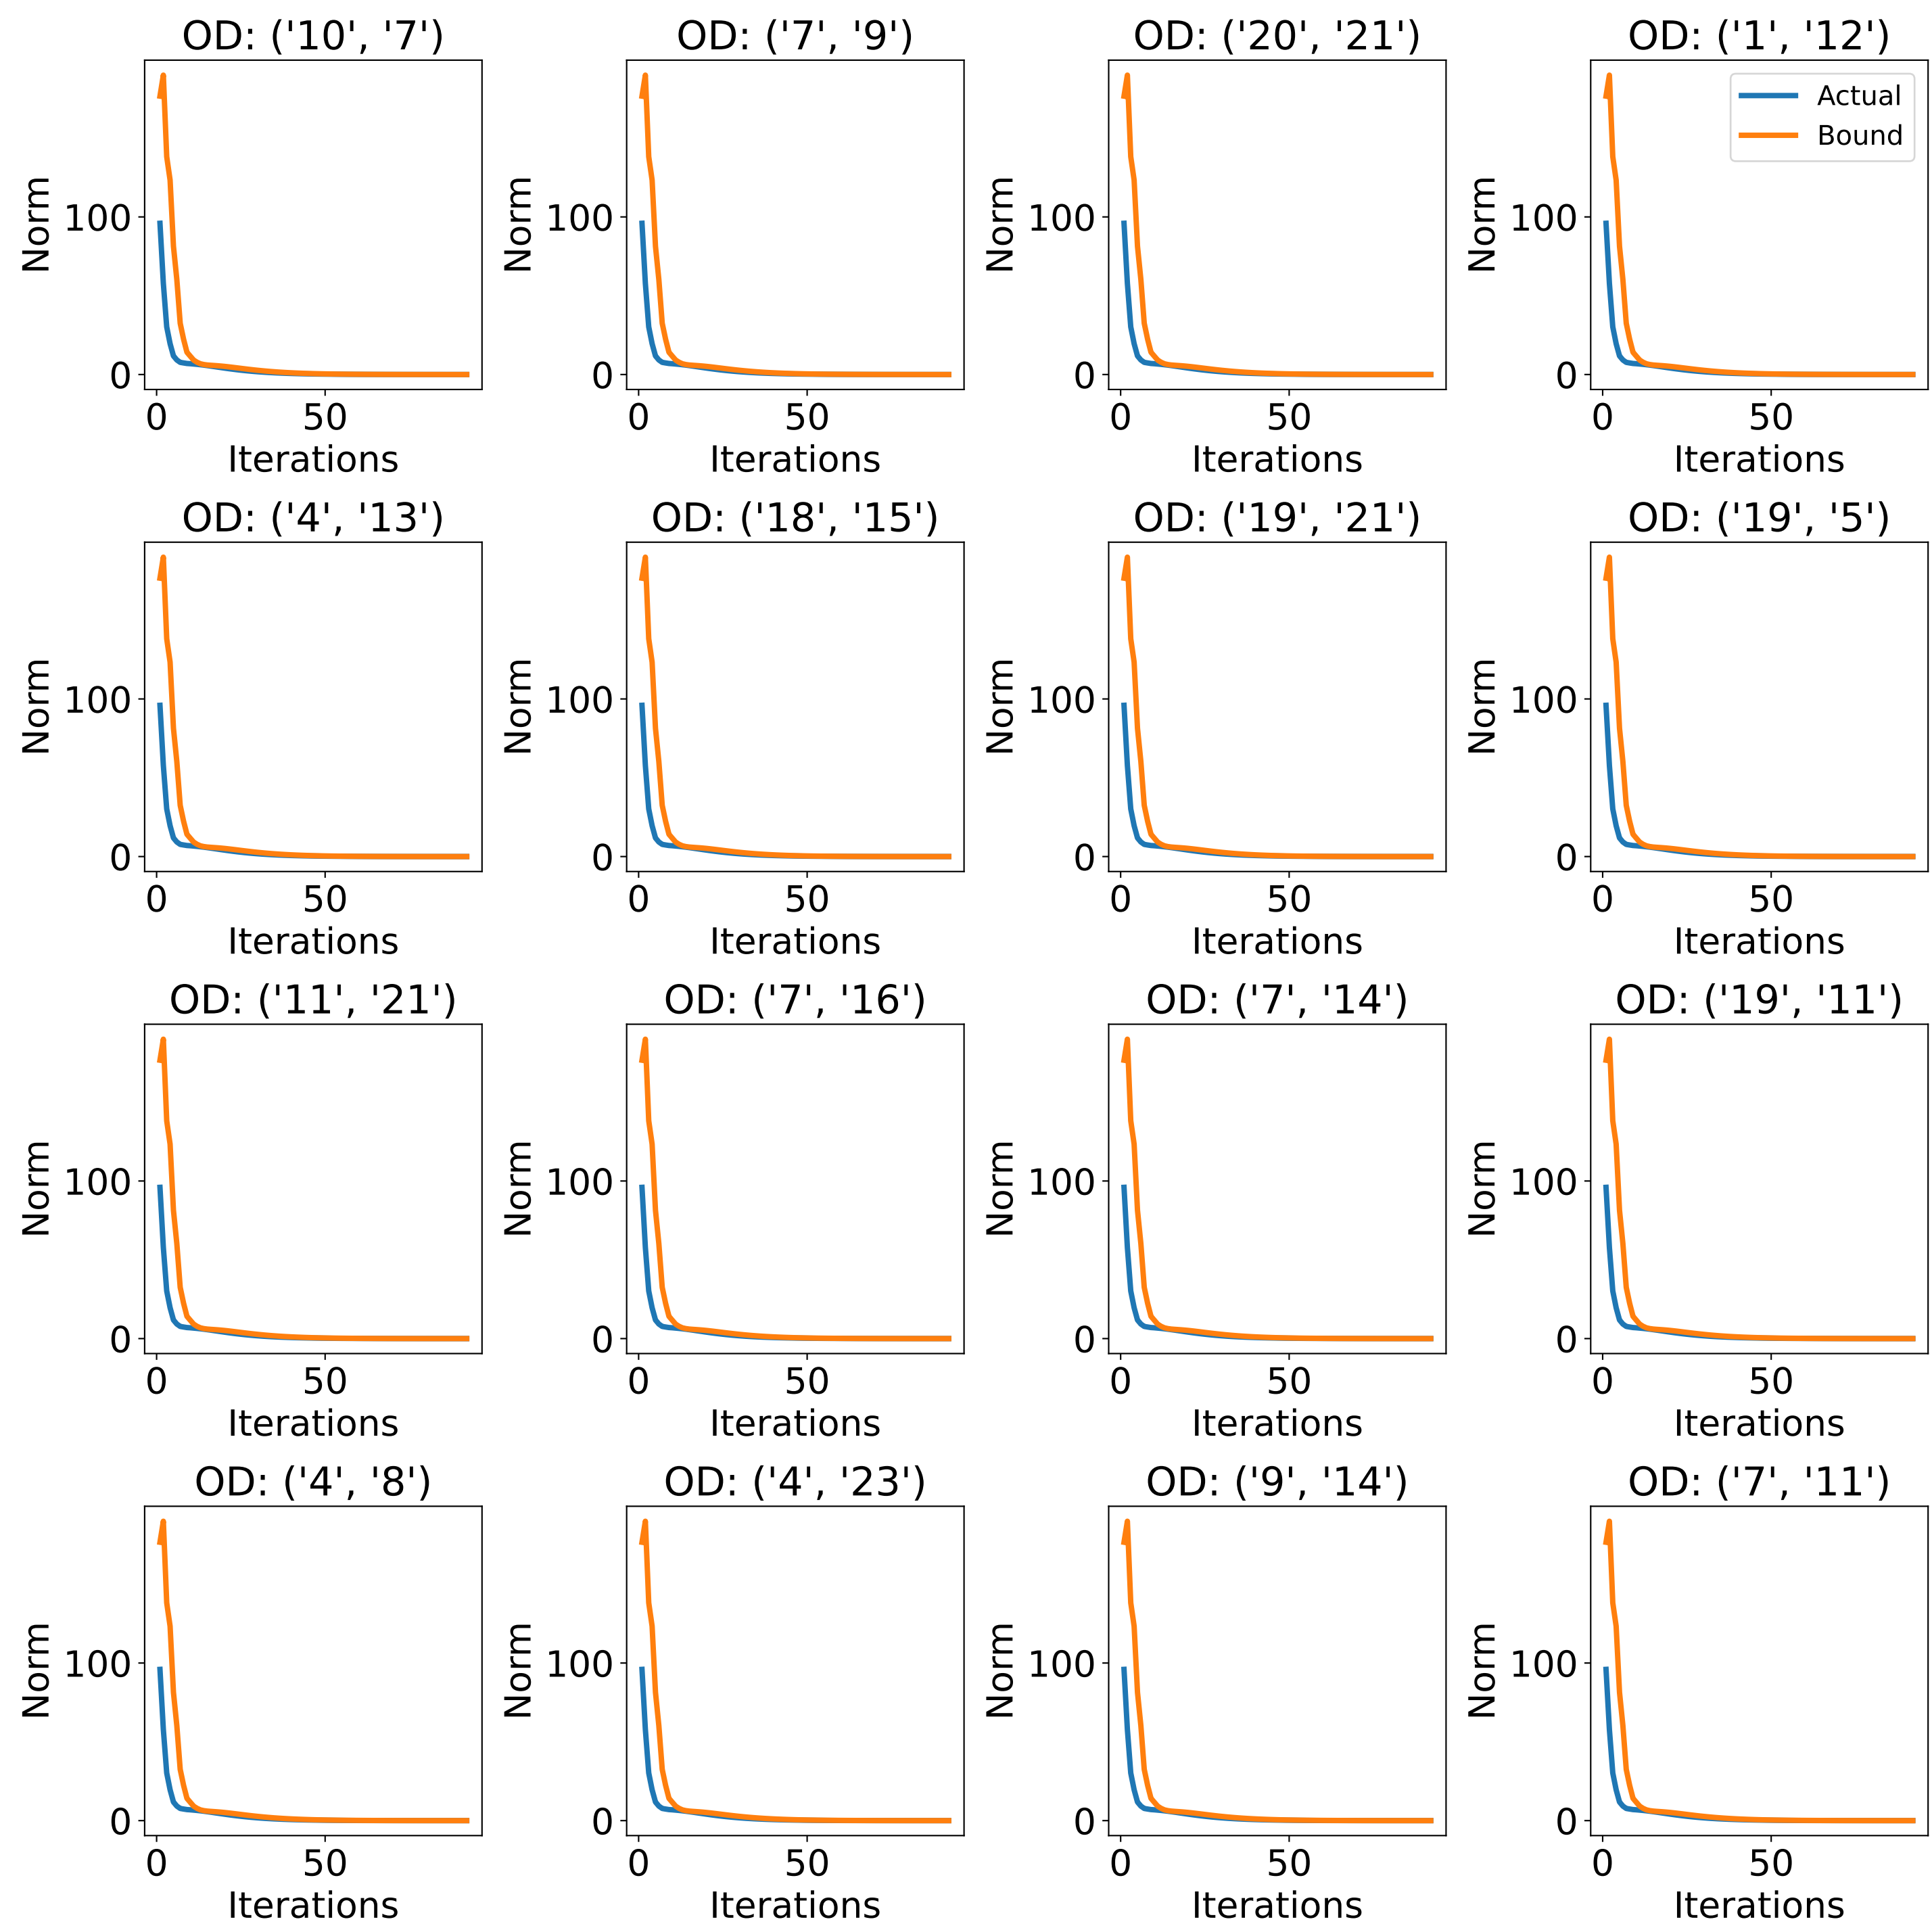 OD: ('10', '7')
Norm
100
0
0 50
Iterations
OD: ('7', '9')
Norm
100
0
0 50
Iterations
OD: ('20', '21')
Norm
100
0
0 50
Iterations
OD: ('1', '12')
Actual
Bound
Norm
100
0
0 50
Iterations
OD: ('4', '13')
Norm
100
0
0 50
Iterations
OD: ('18', '15')
Norm
100
0
0 50
Iterations
OD: ('19', '21')
Norm
100
0
0 50
Iterations
OD: ('19', '5')
Norm
100
0
0 50
Iterations
OD: ('11', '21')
Norm
100
0
0 50
Iterations
OD: ('7', '16')
Norm
100
0
0 50
Iterations
OD: ('7', '14')
Norm
100
0
0 50
Iterations
OD: ('19', '11')
Norm
100
0
0 50
Iterations
OD: ('4', '8')
Norm
100
0
0 50
Iterations
OD: ('4', '23')
Norm
100
0
0 50
Iterations
OD: ('9', '14')
Norm
100
0
0 50
Iterations
OD: ('7', '11')
Norm
100
0
0 50
Iterations